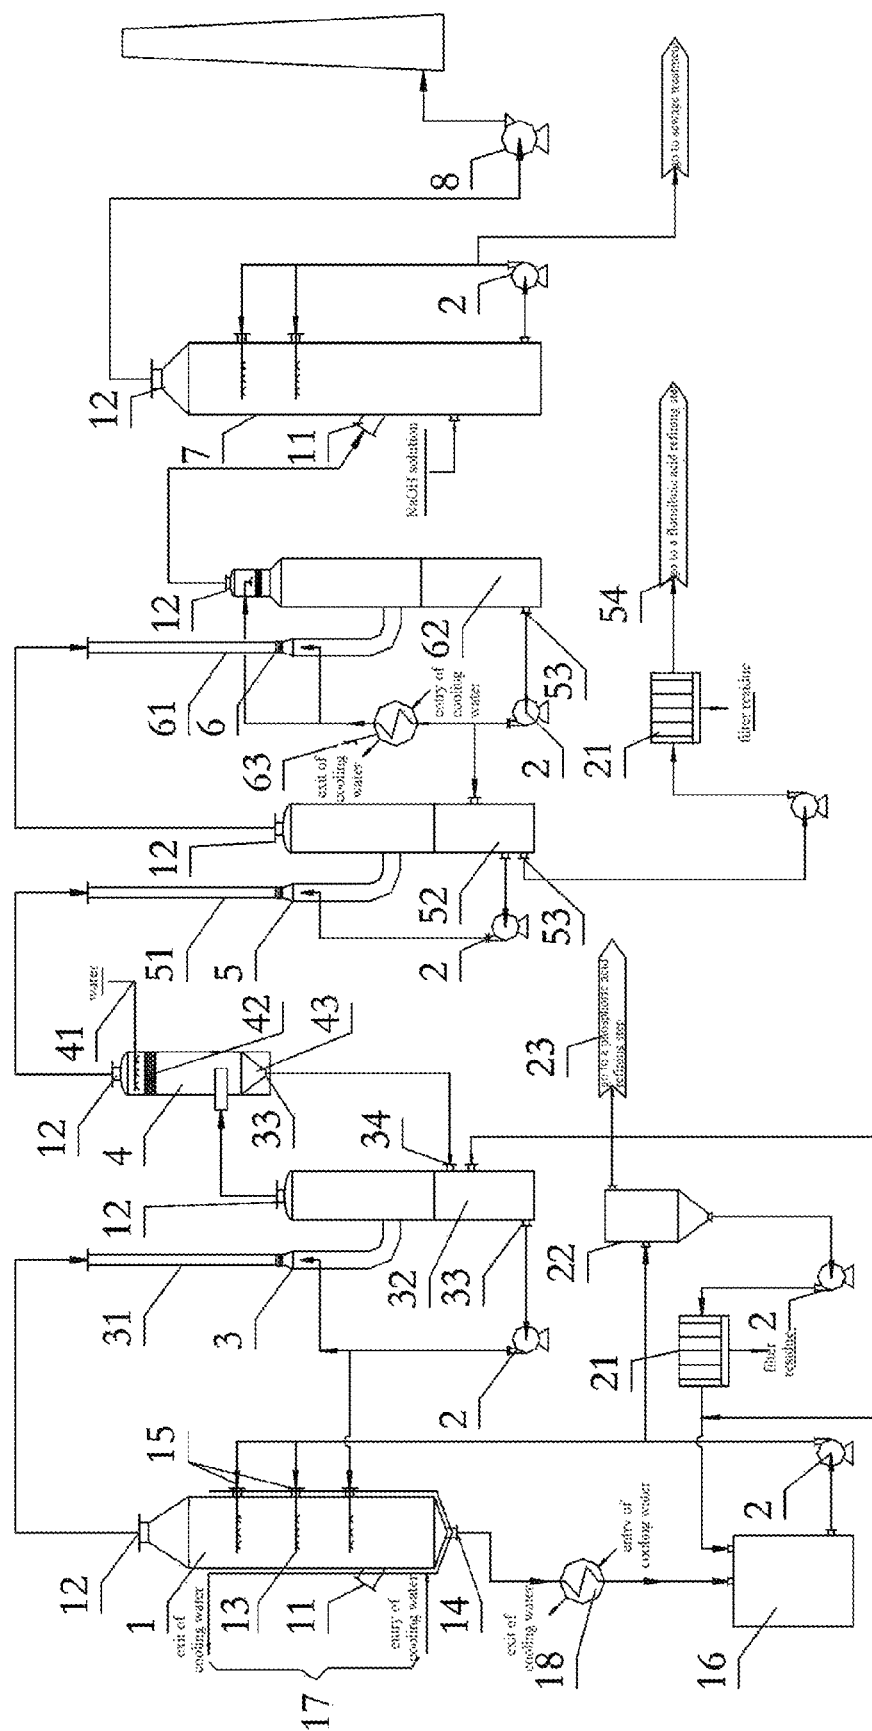 12
1
exit of
cooling water
13
11
entry of
cooling water
17
14
15
exit of
cooling water
18
entry of
cooling water
16
2
31
3
2
12
32
33
34
21
filter
residue
2
22
23
go to a phosphoric acid
refining step
12
4
41
water
42
43
33
51
5
2
12
52
53
61
6
63
exit of
cooling
water
entry of
cooling
water
2
12
62
53
21
filter residue
54
go to a fluosilicic acid refining step
12
7
11
NaOH solution
2
8
go to sewage treatment